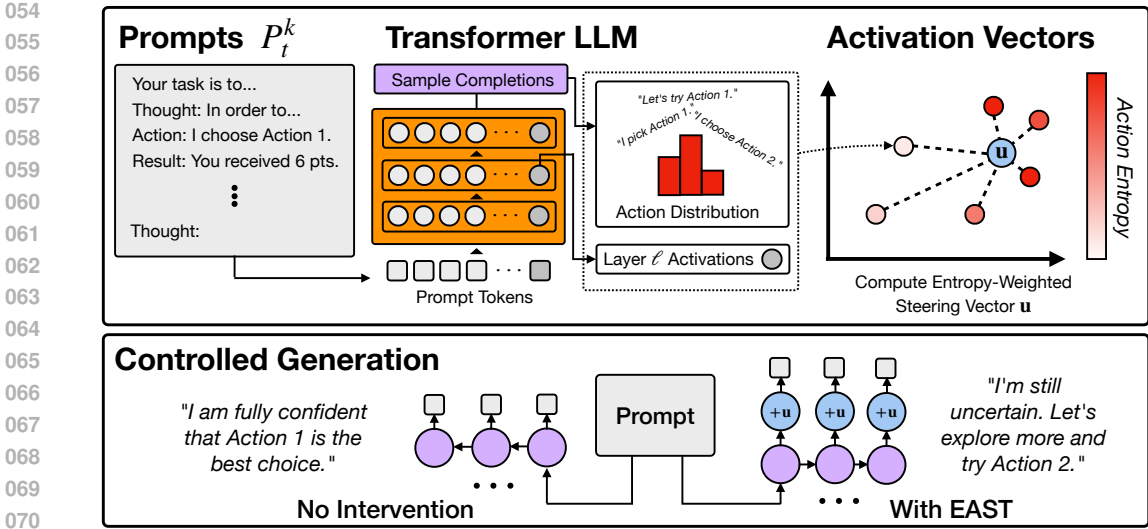 054
055
056
057
058
059
060
061
062
063
064
065
066
067
068
069
070
Prompts P_t^k
Your task is to...
Thought: In order to...
Action: I choose Action 1.
Result: You received 6 pts.
Thought:
Transformer LLM
Sample Completions
Prompt Tokens
"Let's try Action 1."
"I pick Action 1."
"I choose Action 2."
Action Distribution
Layer ℓ Activations
Activation Vectors
u
Action Entropy
Compute Entropy-Weighted
Steering Vector u
Controlled Generation
"I am fully confident
that Action 1 is the
best choice."
No Intervention
Prompt
+u +u +u
With EAST
"I'm still
uncertain. Let's
explore more and
try Action 2."